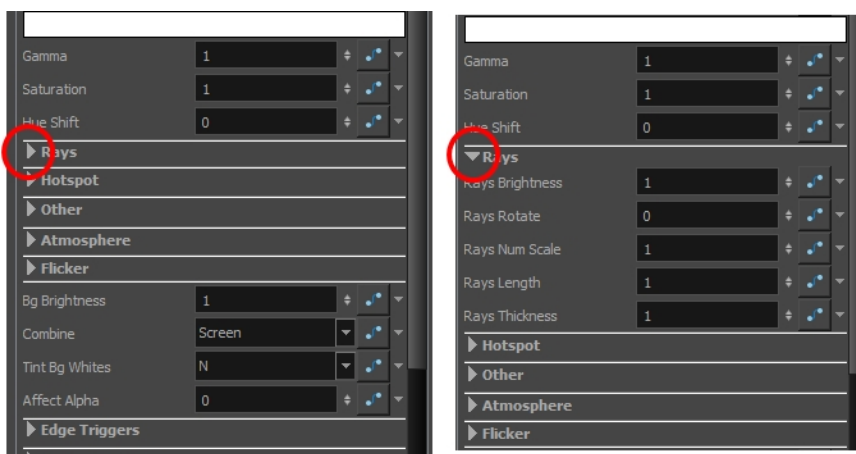 Gamma 1
Saturation 1
Hue Shift 0
Rays
Hotspot
Other
Atmosphere
Flicker
Bg Brightness 1
Combine Screen
Tint Bg Whites N
Affect Alpha 0
Edge Triggers
Gamma 1
Saturation 1
Hue Shift 0
Rays
Rays Brightness 1
Rays Rotate 0
Rays Num Scale 1
Rays Length 1
Rays Thickness 1
Hotspot
Other
Atmosphere
Flicker